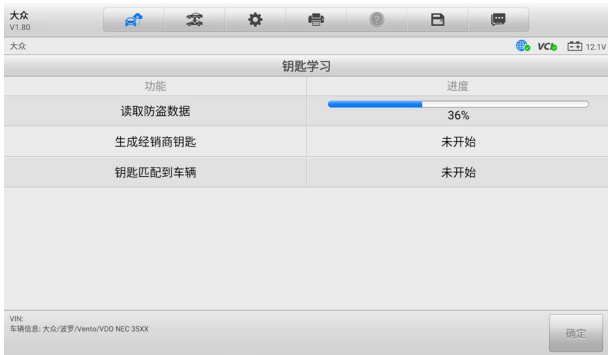 大众
V1.80
大众
VCI
12.1V
钥匙学习
功能 进度
读取防盗数据 36%
生成经销商钥匙 未开始
钥匙匹配到车辆 未开始
VIN:
车辆信息: 大众/波罗/Vento/VDO NEC 35XX
确定